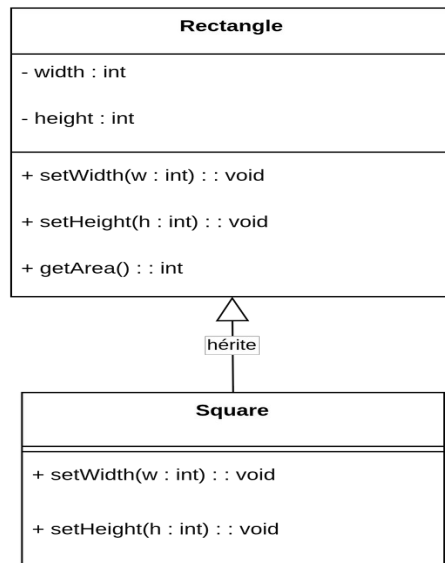 Rectangle
- width : int
- height : int
+ setWidth(w : int) : : void
+ setHeight(h : int) : : void
+ getArea() : : int
hérite
Square
+ setWidth(w : int) : : void
+ setHeight(h : int) : : void